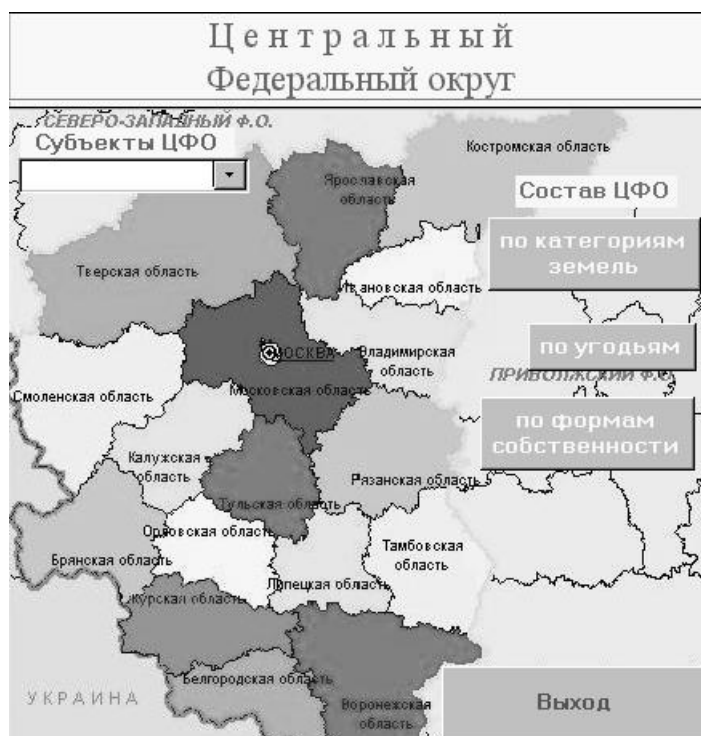 Центральный
Федеральный округ
СЕВЕРО-ЗАПАДНЫЙ Ф.О.
Субъекты ЦФО
Костромская область
Ярославская
область
Состав ЦФО
по категориям
земель
Тверская область
Ивановская область
по угодьям
МОСКВА
Владимирская
область
ПРИВОЛЖСКИЙ Ф.О.
Смоленская область
Московская область
по формам
собственности
Калужская
область
Рязанская область
Тульская область
Орловская область
Тамбовская
область
Брянская область
Липецкая область
Курская область
Белгородская область
УКРАИНА
Воронежская
область
Выход